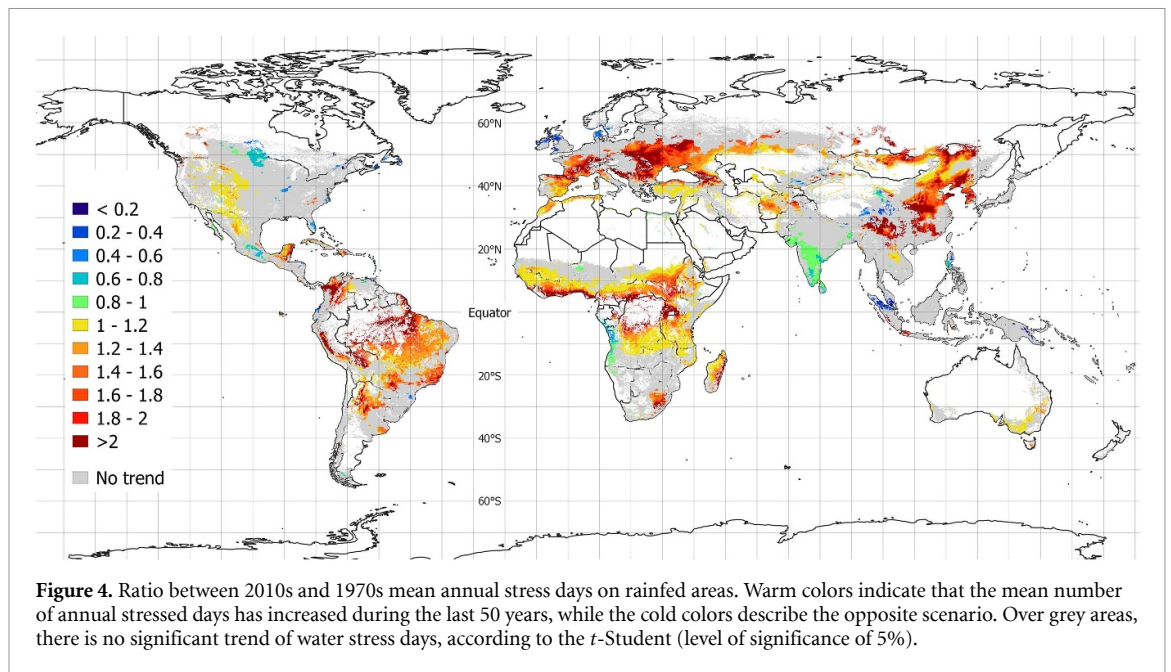 60°N
40°N
20°N
Equator
20°S
40°S
60°S
< 0.2
0.2 - 0.4
0.4 - 0.6
0.6 - 0.8
0.8 - 1
1 - 1.2
1.2 - 1.4
1.4 - 1.6
1.6 - 1.8
1.8 - 2
>2
No trend
Figure 4. Ratio between 2010s and 1970s mean annual stress days on rainfed areas. Warm colors indicate that the mean number
of annual stressed days has increased during the last 50 years, while the cold colors describe the opposite scenario. Over grey areas,
there is no significant trend of water stress days, according to the t-Student (level of significance of 5%).